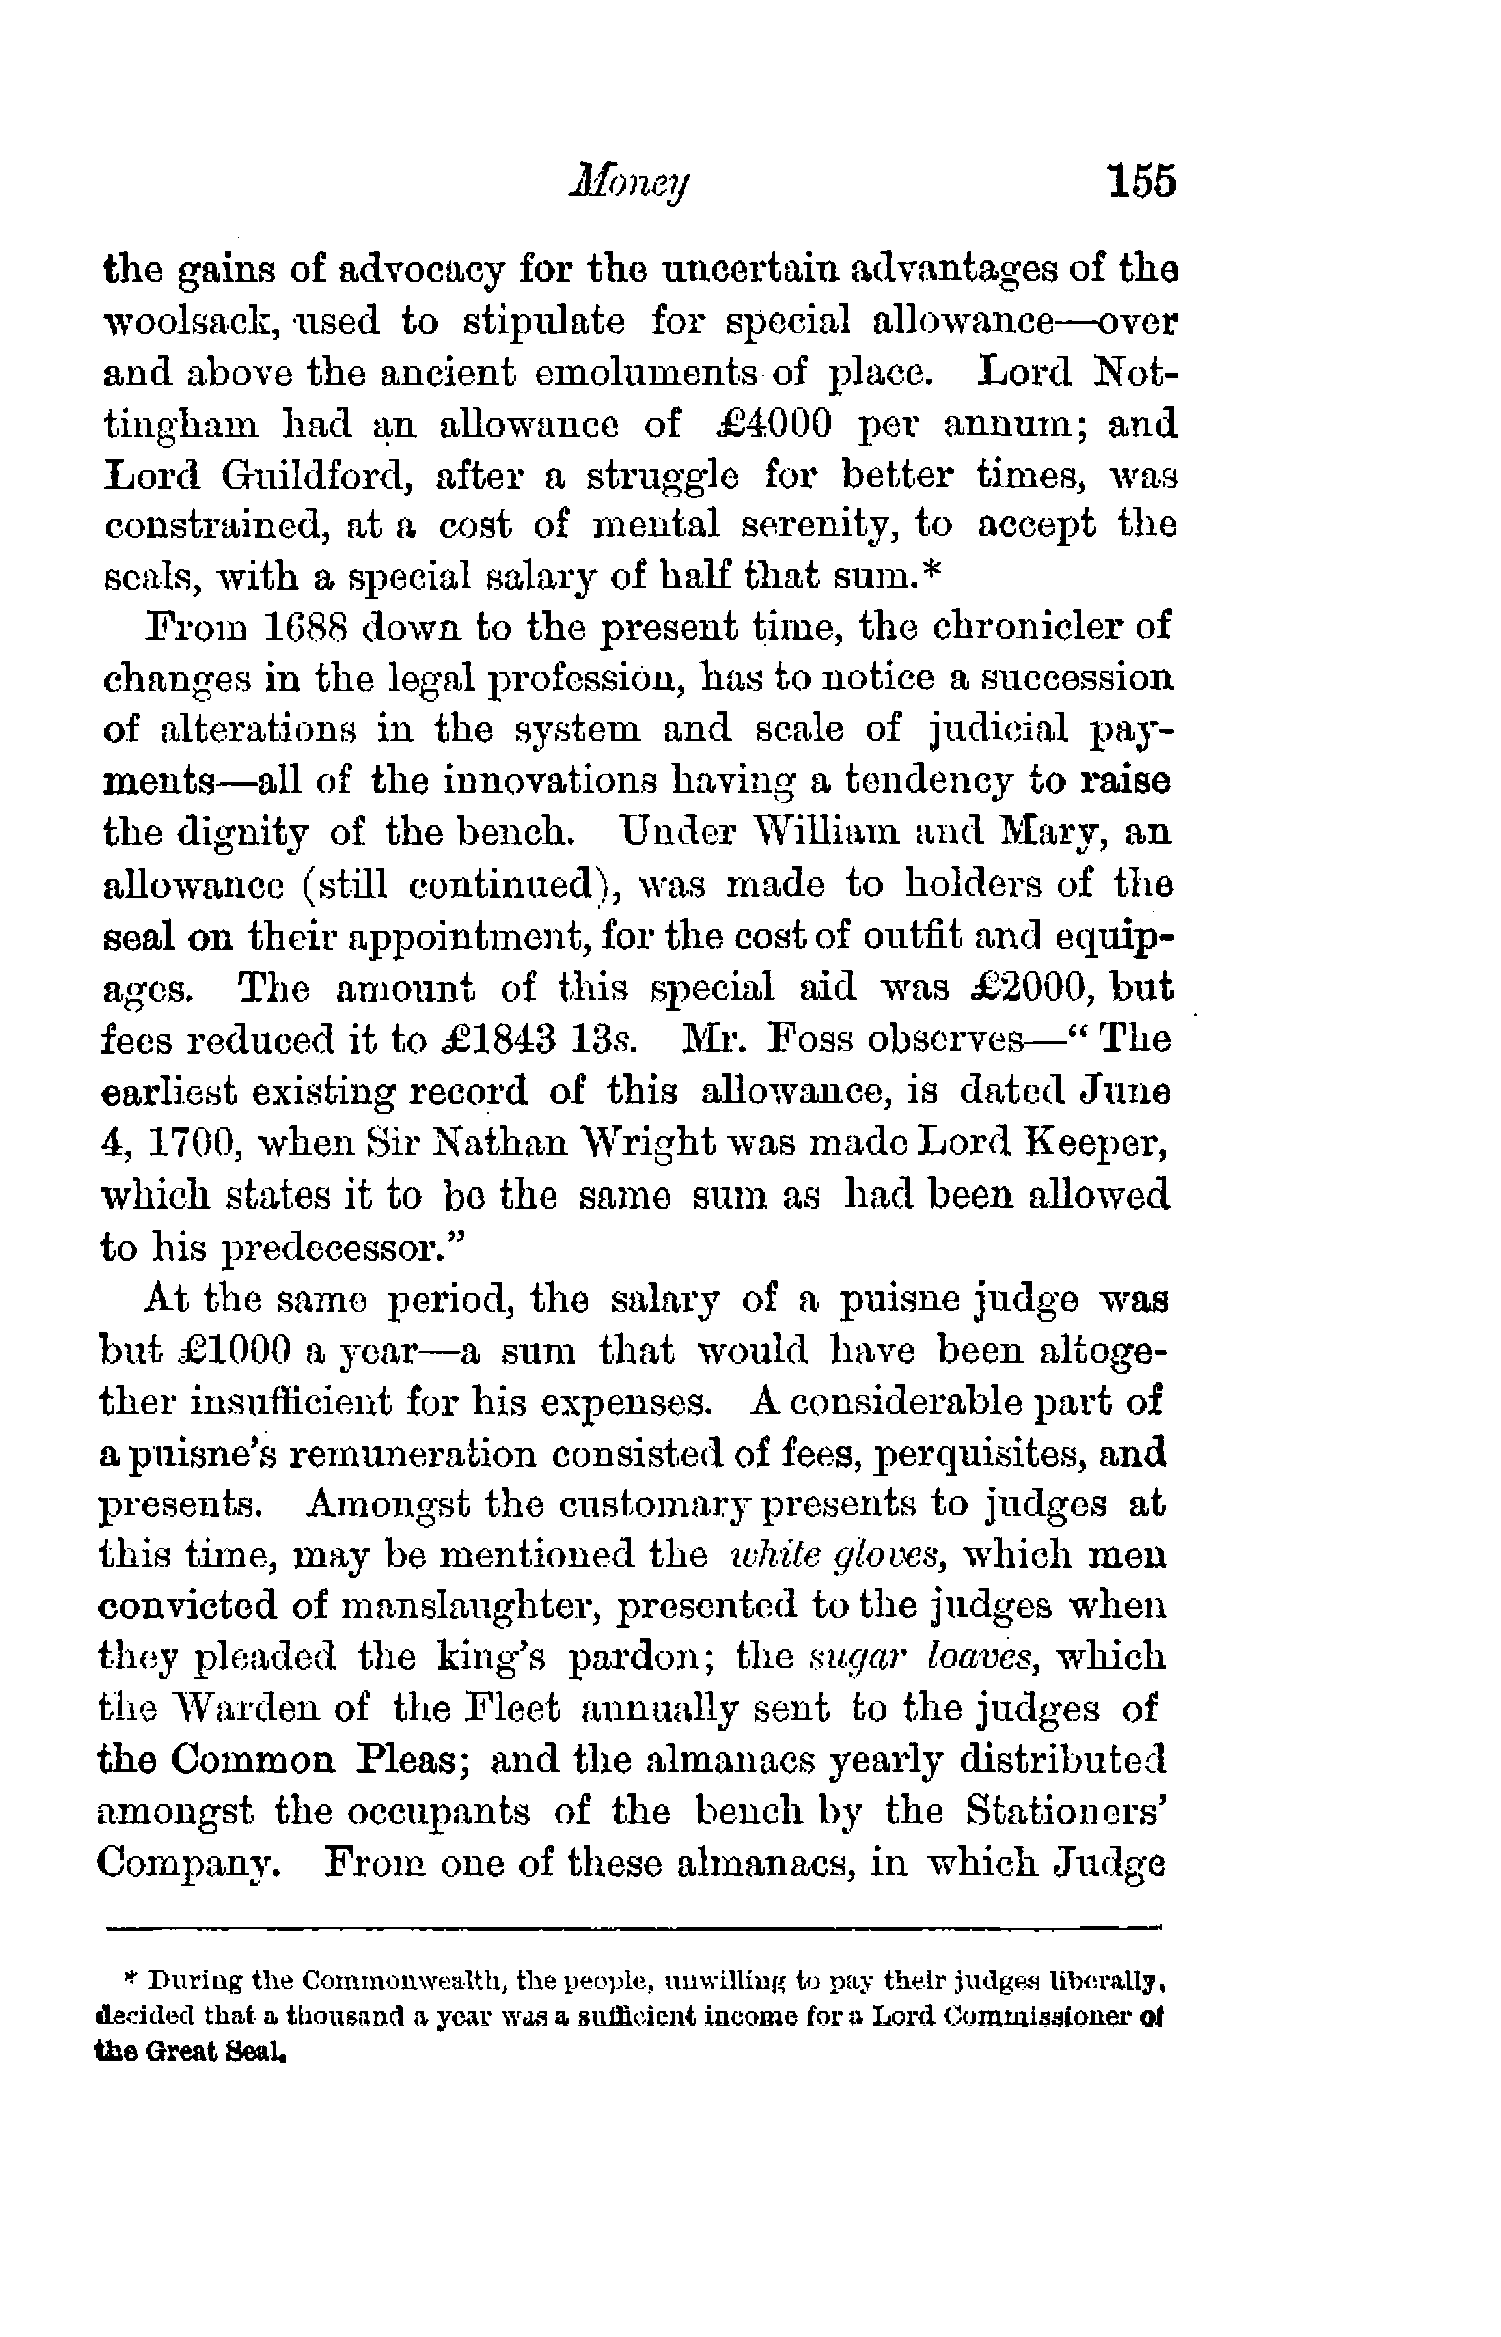 Money 155
the gains of advocacy for the uncertain advantages of the
woolsack, used to stipulate for special allowance—over
and above the ancient emoluments of place. Lord Not-
tingham had an allowance of £4000 per annum; and
Lord Guildford, after a struggle for better times, was
constrained, at a cost of mental serenity, to accept the
seals, with a special salary of half that sum.*
From 1688 down to the present time, the chronicler of
changes in the legal profession, has to notice a succession
of alterations in the system and scale of judicial pay-
ments—all of the innovations having a tendency to raise
the dignity of the bench. Under William and Mary, an
allowance (still continued), was made to holders of the
seal on their appointment, for the cost of outfit and equip-
ages. The amount of this special aid was £2000, but
fees reduced it to £1843 13s. Mr. Foss observes—“ The
earliest existing record of this allowance, is dated June
4, 1700, when Sir Nathan Wright was made Lord Keeper,
which states it to be the same sum as had been allowed
to his predecessor.”
At the same period, the salary of a puisne judge was
but £1000 a year—a sum that would have been altoge-
ther insufficient for his expenses. A considerable part of
a puisne’s remuneration consisted of fees, perquisites, and
presents. Amongst the customary presents to judges at
this time, may be mentioned the white gloves, which men
convicted of manslaughter, presented to the judges when
they pleaded the king’s pardon; the sugar loaves, which
the Warden of the Fleet annually sent to the judges of
the Common Pleas; and the almanacs yearly distributed
amongst the occupants of the bench by the Stationers’
Company. From one of these almanacs, in which Judge
* During the Commonwealth, the people, unwilling to pay their judges liberally,
decided that a thousand a year was a sufficient income for a Lord Commissioner of
the Great Seal.